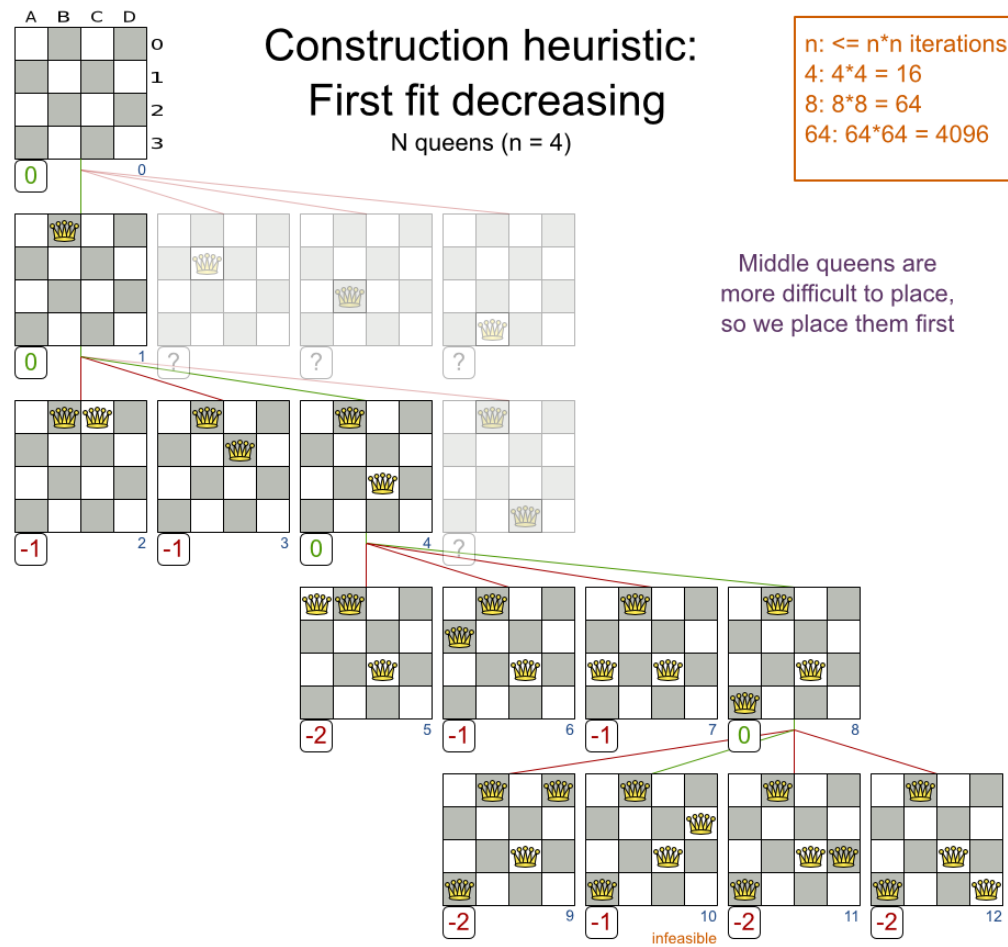 A B C D
Construction heuristic:
First fit decreasing
N queens (n = 4)
0
1
2
3
n: <= n*n iterations
4: 4*4 = 16
8: 8*8 = 64
64: 64*64 = 4096
0
0
Middle queens are
more difficult to place,
so we place them first
0
1
?
?
?
-1
2
-1
3
0
4
?
-2
5
-1
6
-1
7
0
8
-2
9
-1
10
-2
11
-2
12
infeasible